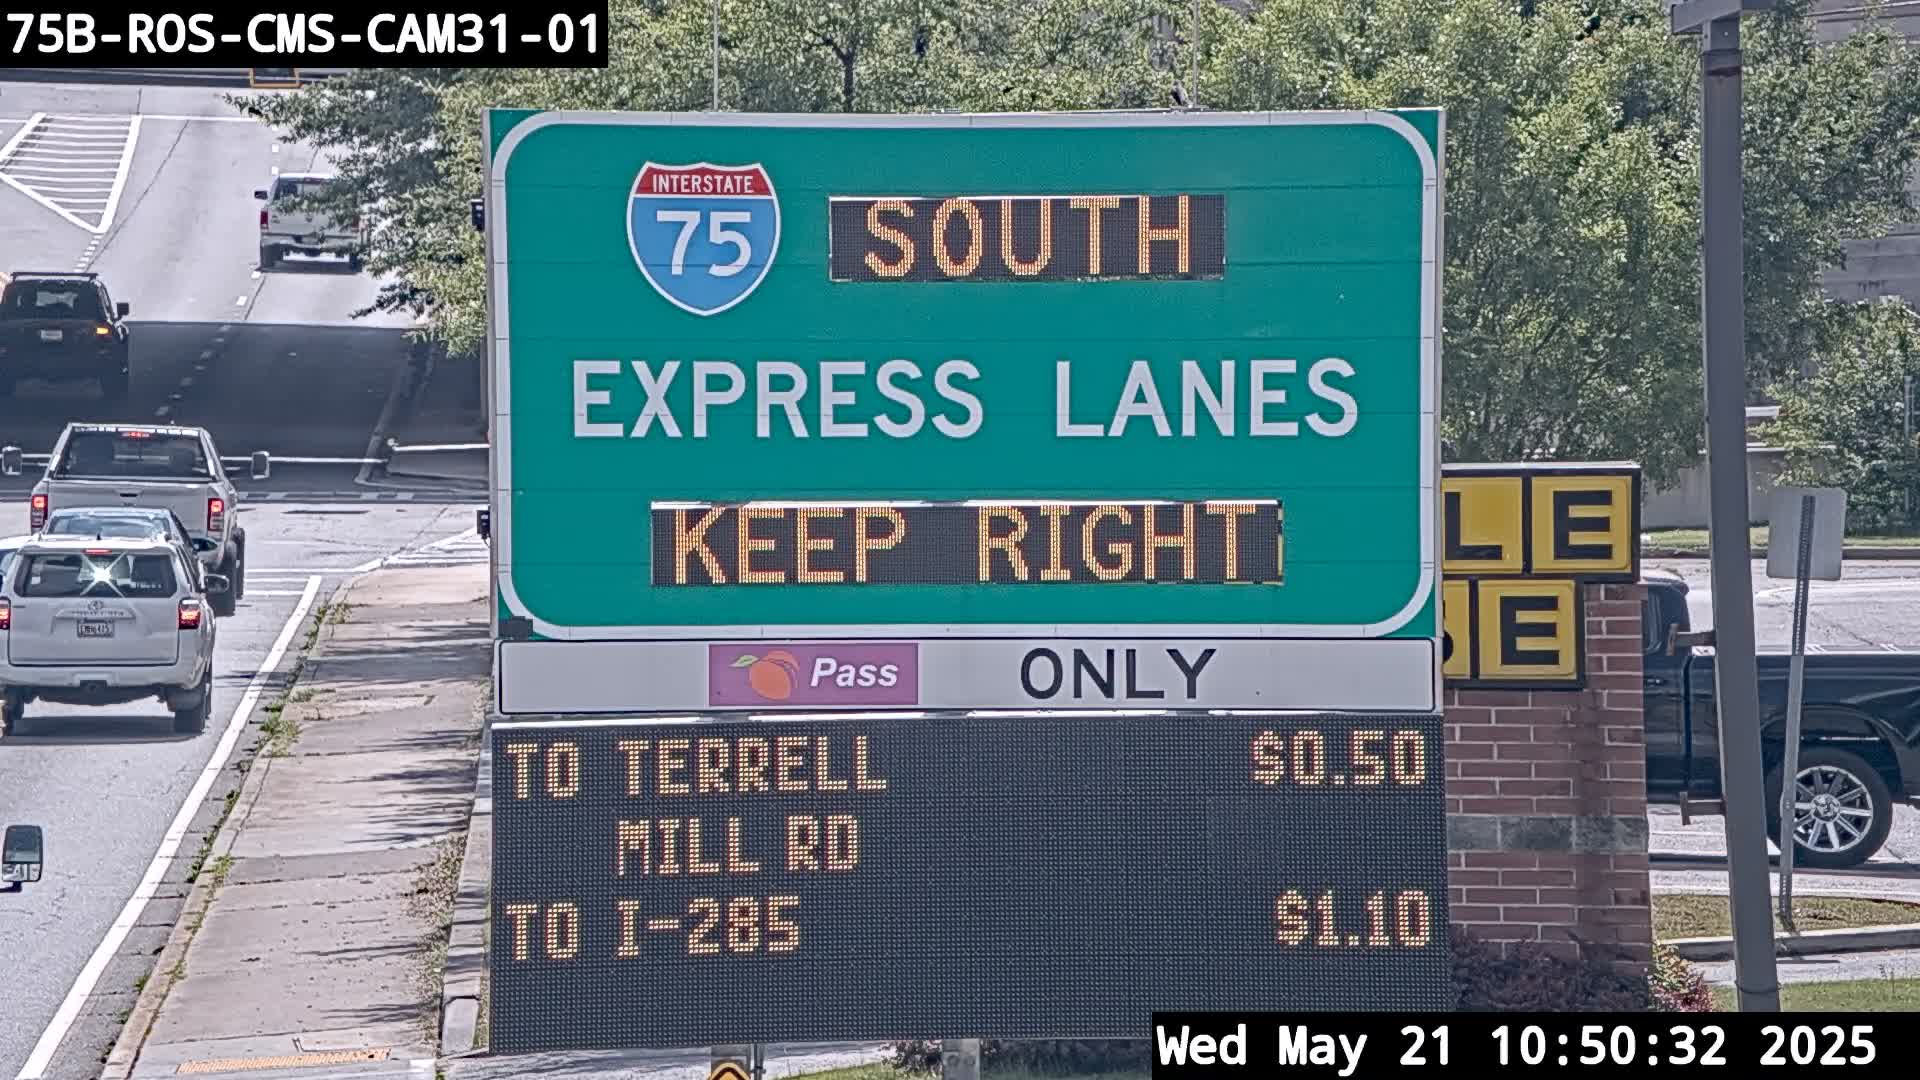 75B-ROS-CMS-CAM31-01
INTERSTATE
75
SOUTH
EXPRESS LANES
KEEP RIGHT
Pass ONLY
TO TERRELL $0.50
MILL RD
TO I-285 $1.10
LE
E
Wed May 21 10:50:32 2025